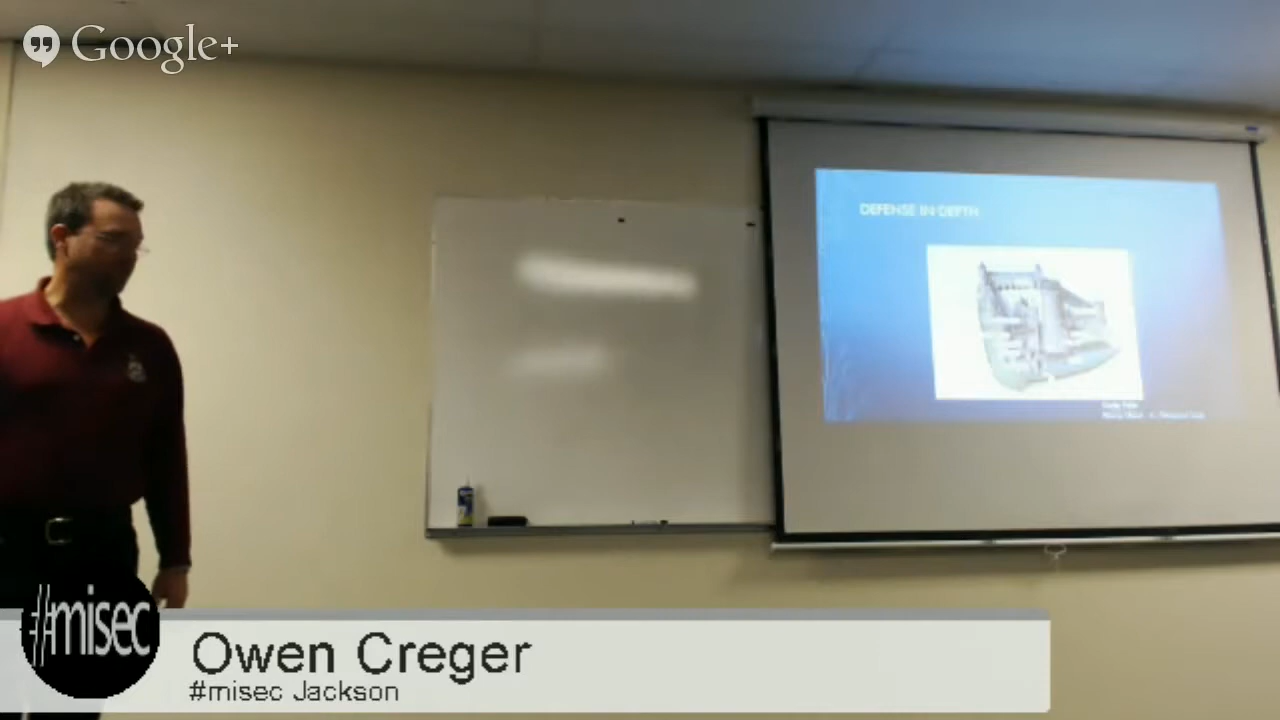 Google+
DEFENSE IN DEPTH
#misec
Owen Creger
#misec Jackson